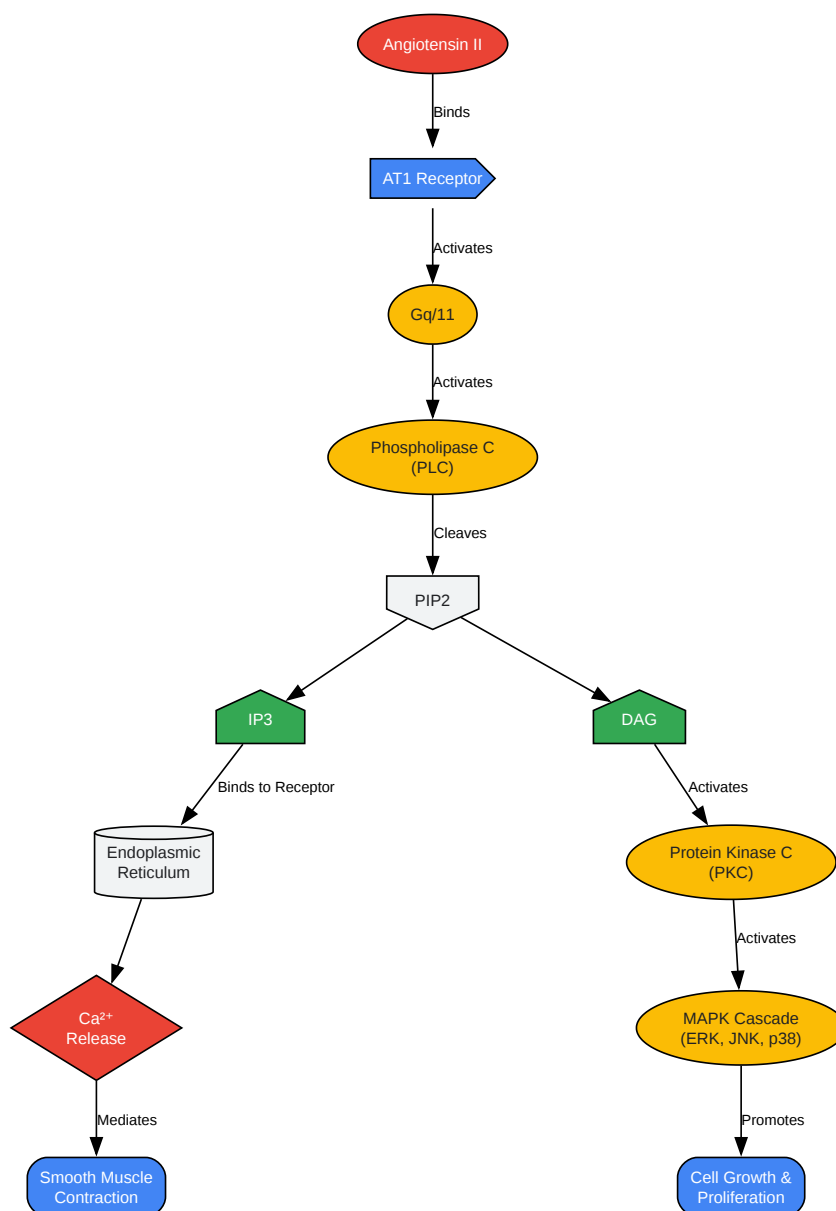 Angiotensin II
Binds
AT1 Receptor
Activates
Gq/11
Activates
Phospholipase C
(PLC)
Cleaves
PIP2
IP3
DAG
Binds to Receptor
Activates
Endoplasmic
Reticulum
Protein Kinase C
(PKC)
Activates
Ca²⁺
Release
MAPK Cascade
(ERK, JNK, p38)
Mediates
Promotes
Smooth Muscle
Contraction
Cell Growth &
Proliferation